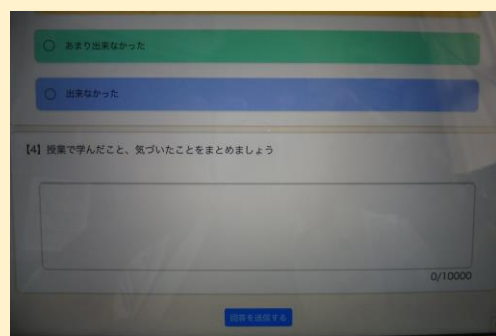 あまり出来なかった
出来なかった
【4】授業で学んだこと、気づいたことをまとめましょう
0/10000
回答を送信する